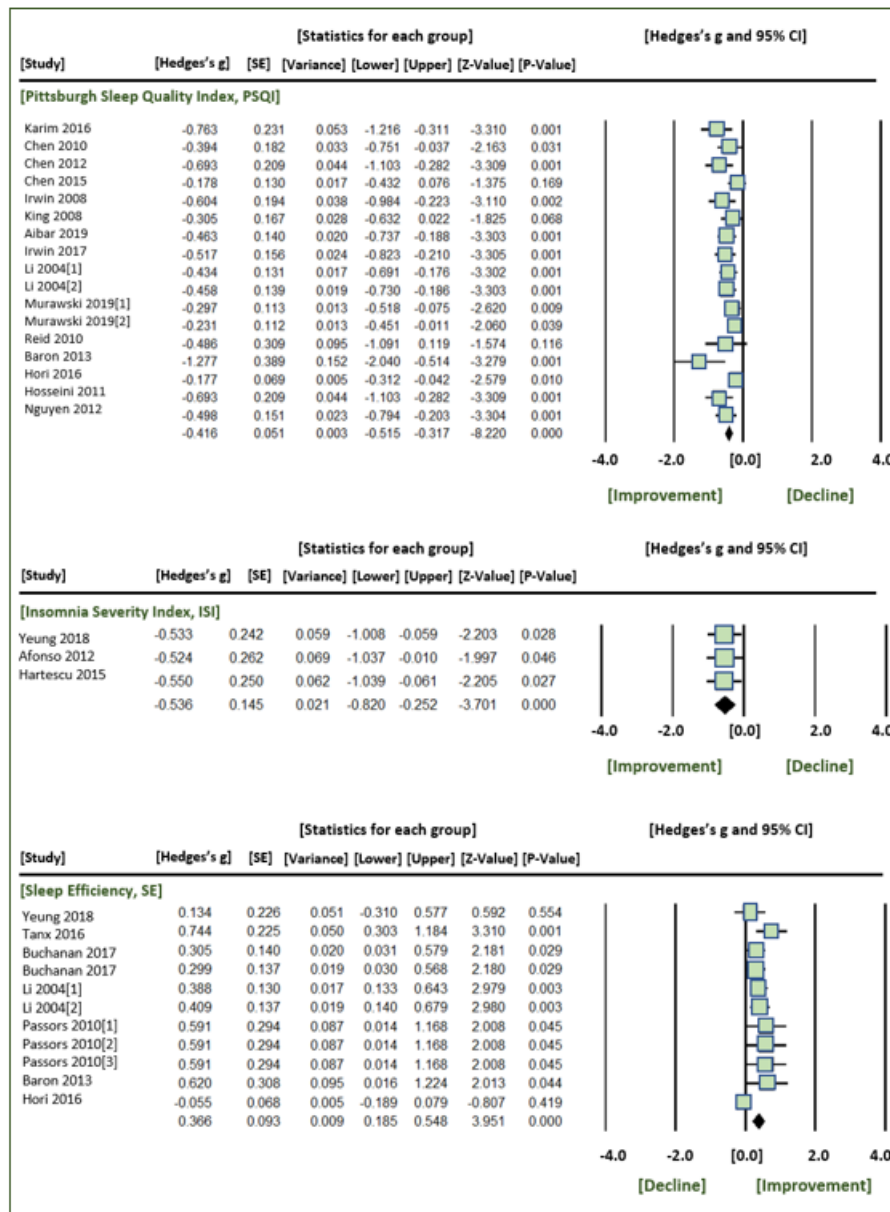 [Statistics for each group] [Hedges's g and 95% CI]
[Study] [Hedges's g] [SE] [Variance] [Lower] [Upper] [Z-Value] [P-Value]
[Pittsburgh Sleep Quality Index, PSQI]
Karim 2016 -0.763 0.231 0.053 -1.216 -0.311 -3.310 0.001
Chen 2010 -0.394 0.182 0.033 -0.751 -0.037 -2.163 0.031
Chen 2012 -0.693 0.209 0.044 -1.103 -0.282 -3.309 0.001
Chen 2015 -0.178 0.130 0.017 -0.432 0.076 -1.375 0.169
Irwin 2008 -0.604 0.194 0.038 -0.984 -0.223 -3.110 0.002
King 2008 -0.305 0.167 0.028 -0.632 0.022 -1.825 0.068
Aibar 2019 -0.463 0.140 0.020 -0.737 -0.188 -3.303 0.001
Irwin 2017 -0.517 0.156 0.024 -0.823 -0.210 -3.305 0.001
Li 2004[1] -0.434 0.131 0.017 -0.691 -0.176 -3.302 0.001
Li 2004[2] -0.458 0.139 0.019 -0.730 -0.186 -3.303 0.001
Murawski 2019[1] -0.297 0.113 0.013 -0.518 -0.075 -2.620 0.009
Murawski 2019[2] -0.231 0.112 0.013 -0.451 -0.011 -2.060 0.039
Reid 2010 -0.486 0.309 0.095 -1.091 0.119 -1.574 0.116
Baron 2013 -1.277 0.389 0.152 -2.040 -0.514 -3.279 0.001
Hori 2016 -0.177 0.069 0.005 -0.312 -0.042 -2.579 0.010
Hosseini 2011 -0.693 0.209 0.044 -1.103 -0.282 -3.309 0.001
Nguyen 2012 -0.498 0.151 0.023 -0.794 -0.203 -3.304 0.001
-0.416 0.051 0.003 -0.515 -0.317 -8.220 0.000
-4.0 -2.0 [0.0] 2.0 4.0
[Improvement] [Decline]
[Statistics for each group] [Hedges's g and 95% CI]
[Study] [Hedges's g] [SE] [Variance] [Lower] [Upper] [Z-Value] [P-Value]
[Insomnia Severity Index, ISI]
Yeung 2018 -0.533 0.242 0.059 -1.008 -0.059 -2.203 0.028
Afonso 2012 -0.524 0.262 0.069 -1.037 -0.010 -1.997 0.046
Hartescu 2015 -0.550 0.250 0.062 -1.039 -0.061 -2.205 0.027
-0.536 0.145 0.021 -0.820 -0.252 -3.701 0.000
-4.0 -2.0 [0.0] 2.0 4.0
[Improvement] [Decline]
[Statistics for each group] [Hedges's g and 95% CI]
[Study] [Hedges's g] [SE] [Variance] [Lower] [Upper] [Z-Value] [P-Value]
[Sleep Efficiency, SE]
Yeung 2018 0.134 0.226 0.051 -0.310 0.577 0.592 0.554
Tanx 2016 0.744 0.225 0.050 0.303 1.184 3.310 0.001
Buchanan 2017 0.305 0.140 0.020 0.031 0.579 2.181 0.029
Buchanan 2017 0.299 0.137 0.019 0.030 0.568 2.180 0.029
Li 2004[1] 0.388 0.130 0.017 0.133 0.643 2.979 0.003
Li 2004[2] 0.409 0.137 0.019 0.140 0.679 2.980 0.003
Passors 2010[1] 0.591 0.294 0.087 0.014 1.168 2.008 0.045
Passors 2010[2] 0.591 0.294 0.087 0.014 1.168 2.008 0.045
Passors 2010[3] 0.591 0.294 0.087 0.014 1.168 2.008 0.045
Baron 2013 0.620 0.308 0.095 0.016 1.224 2.013 0.044
Hori 2016 -0.055 0.068 0.005 -0.189 0.079 -0.807 0.419
0.366 0.093 0.009 0.185 0.548 3.951 0.000
-4.0 -2.0 [0.0] 2.0 4.0
[Decline] [Improvement]